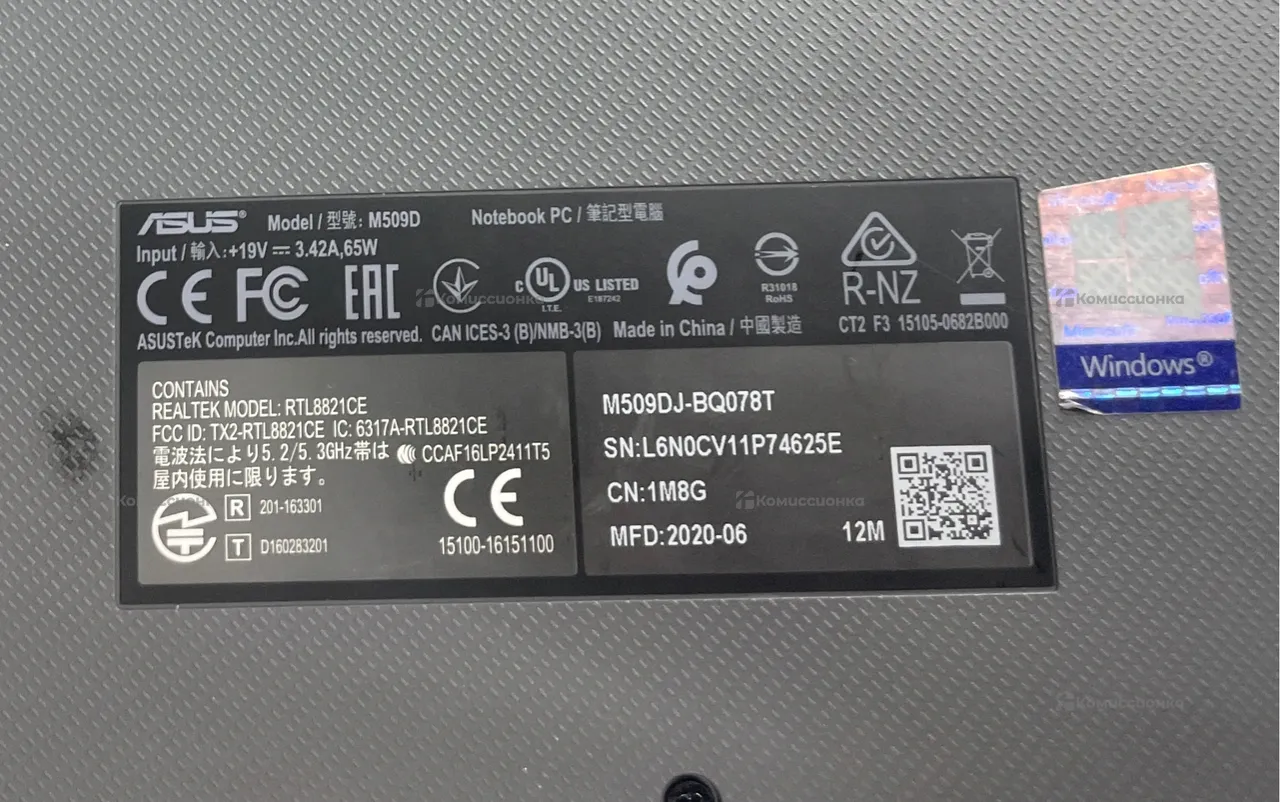 ASUS® Model / 型號: M509D Notebook PC / 筆記型電腦
Input / 輸入:+19V ⎓ 3.42A,65W
CE FC EAC c UL US LISTED
E187242
I.T.E.
R31018
RoHS
R-NZ
ASUSTeK Computer Inc.All rights reserved. CAN ICES-3 (B)/NMB-3(B) Made in China / 中國製造 CT2 F3 15105-0682B000
CONTAINS
REALTEK MODEL: RTL8821CE
FCC ID: TX2-RTL8821CE IC: 6317A-RTL8821CE
電波法により5.2/5.3GHz帯は CCAF16LP2411T5
屋内使用に限ります。
R 201-163301
CE
T D160283201
15100-16151100
M509DJ-BQ078T
SN:L6N0CV11P74625E
CN:1M8G
MFD:2020-06 12M
Microsoft
Windows®
Комиссионка
Комиссионка
Комиссионка
Комиссионка